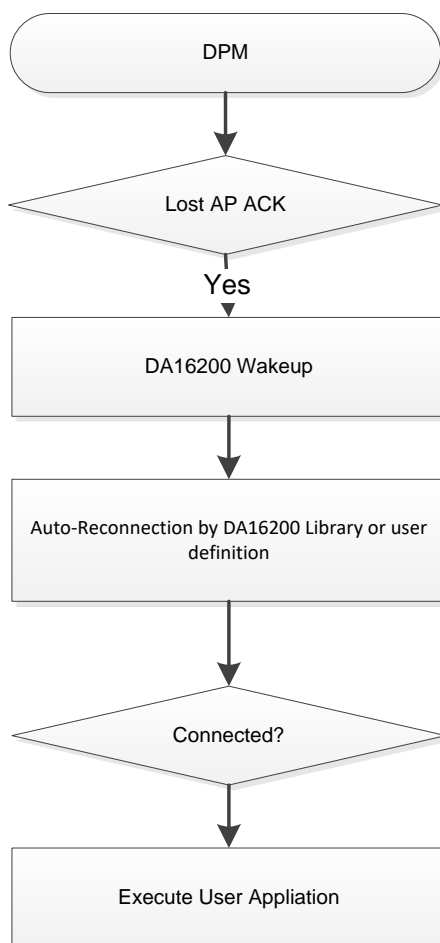 DPM
Lost AP ACK
Yes
DA16200 Wakeup
Auto-Reconnection by DA16200 Library or user
definition
Connected?
Execute User Appliation